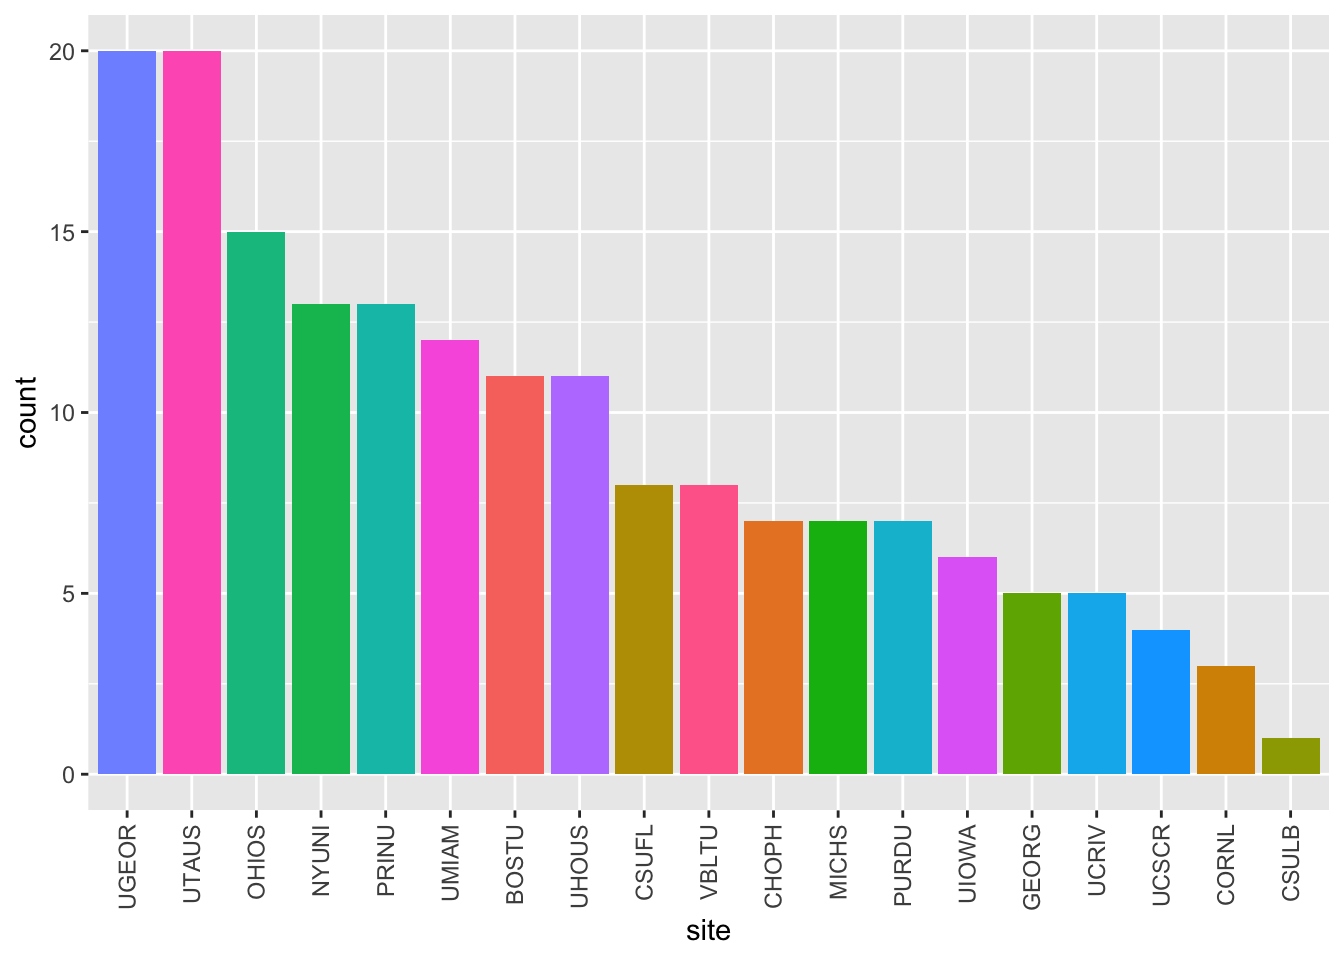 20
15
10
5
0
count
UGEOR
UTAUS
OHIOS
NYUNI
PRINU
UMIAM
BOSTU
UHOUS
CSUFL
VBLTU
CHOPH
MICHS
PURDU
UIOWA
GEORG
UCRIV
UCSCR
CORNL
CSULB
site